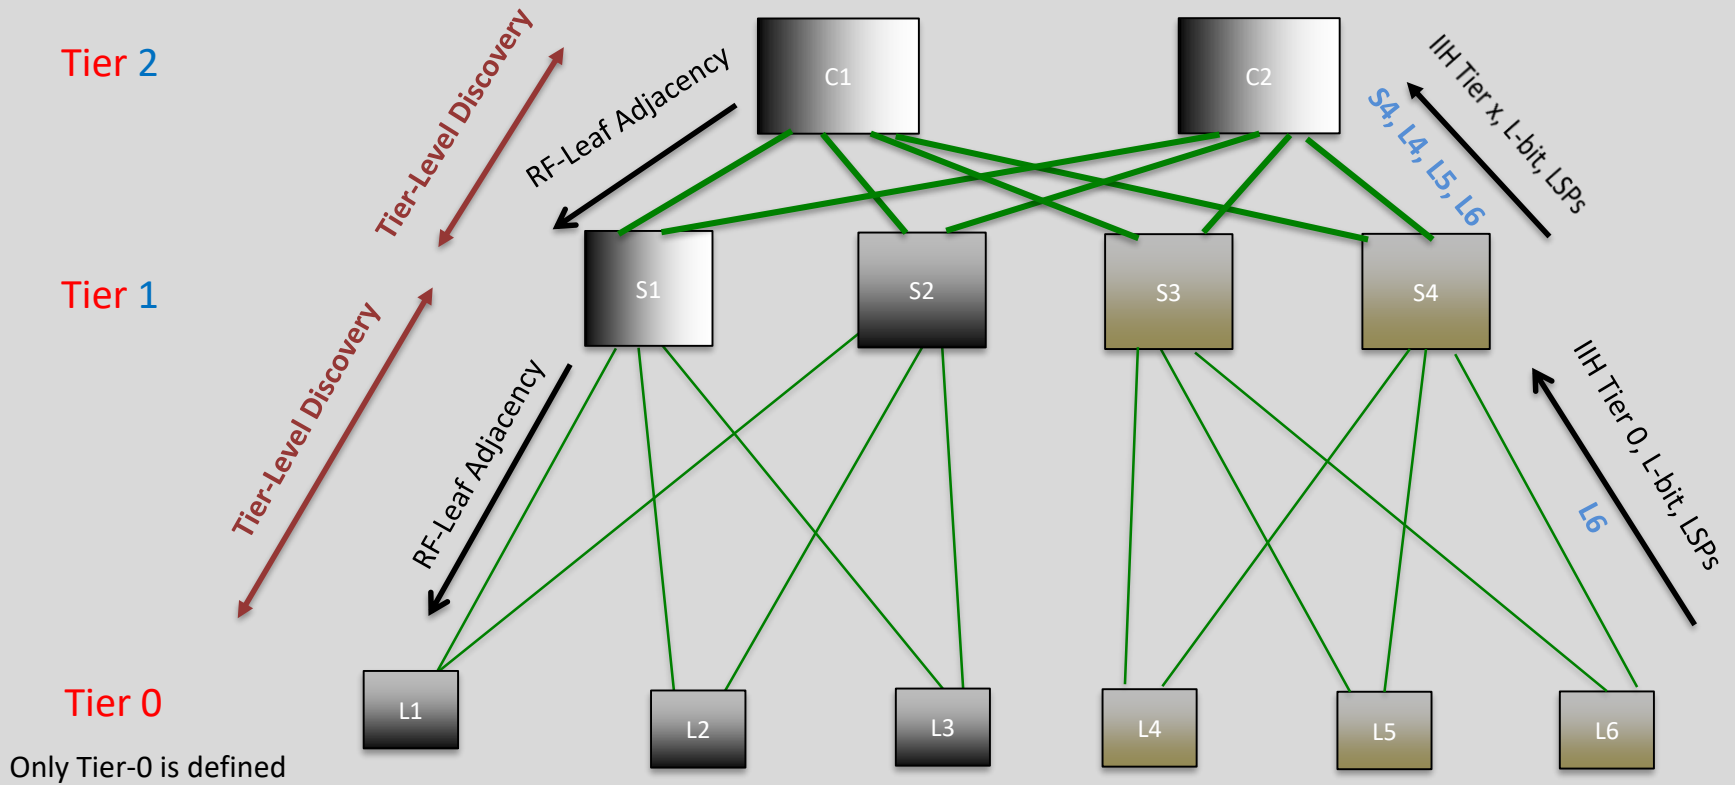 Tier 2
Tier-Level Discovery
RF-Leaf Adjacency
C1
C2
IIH Tier x, L-bit, LSPs
S4, L4, L5, L6
Tier 1
S1
S2
S3
S4
Tier-Level Discovery
RF-Leaf Adjacency
IIH Tier 0, L-bit, LSPs
L6
Tier 0
L1
L2
L3
L4
L5
L6
Only Tier-0 is defined